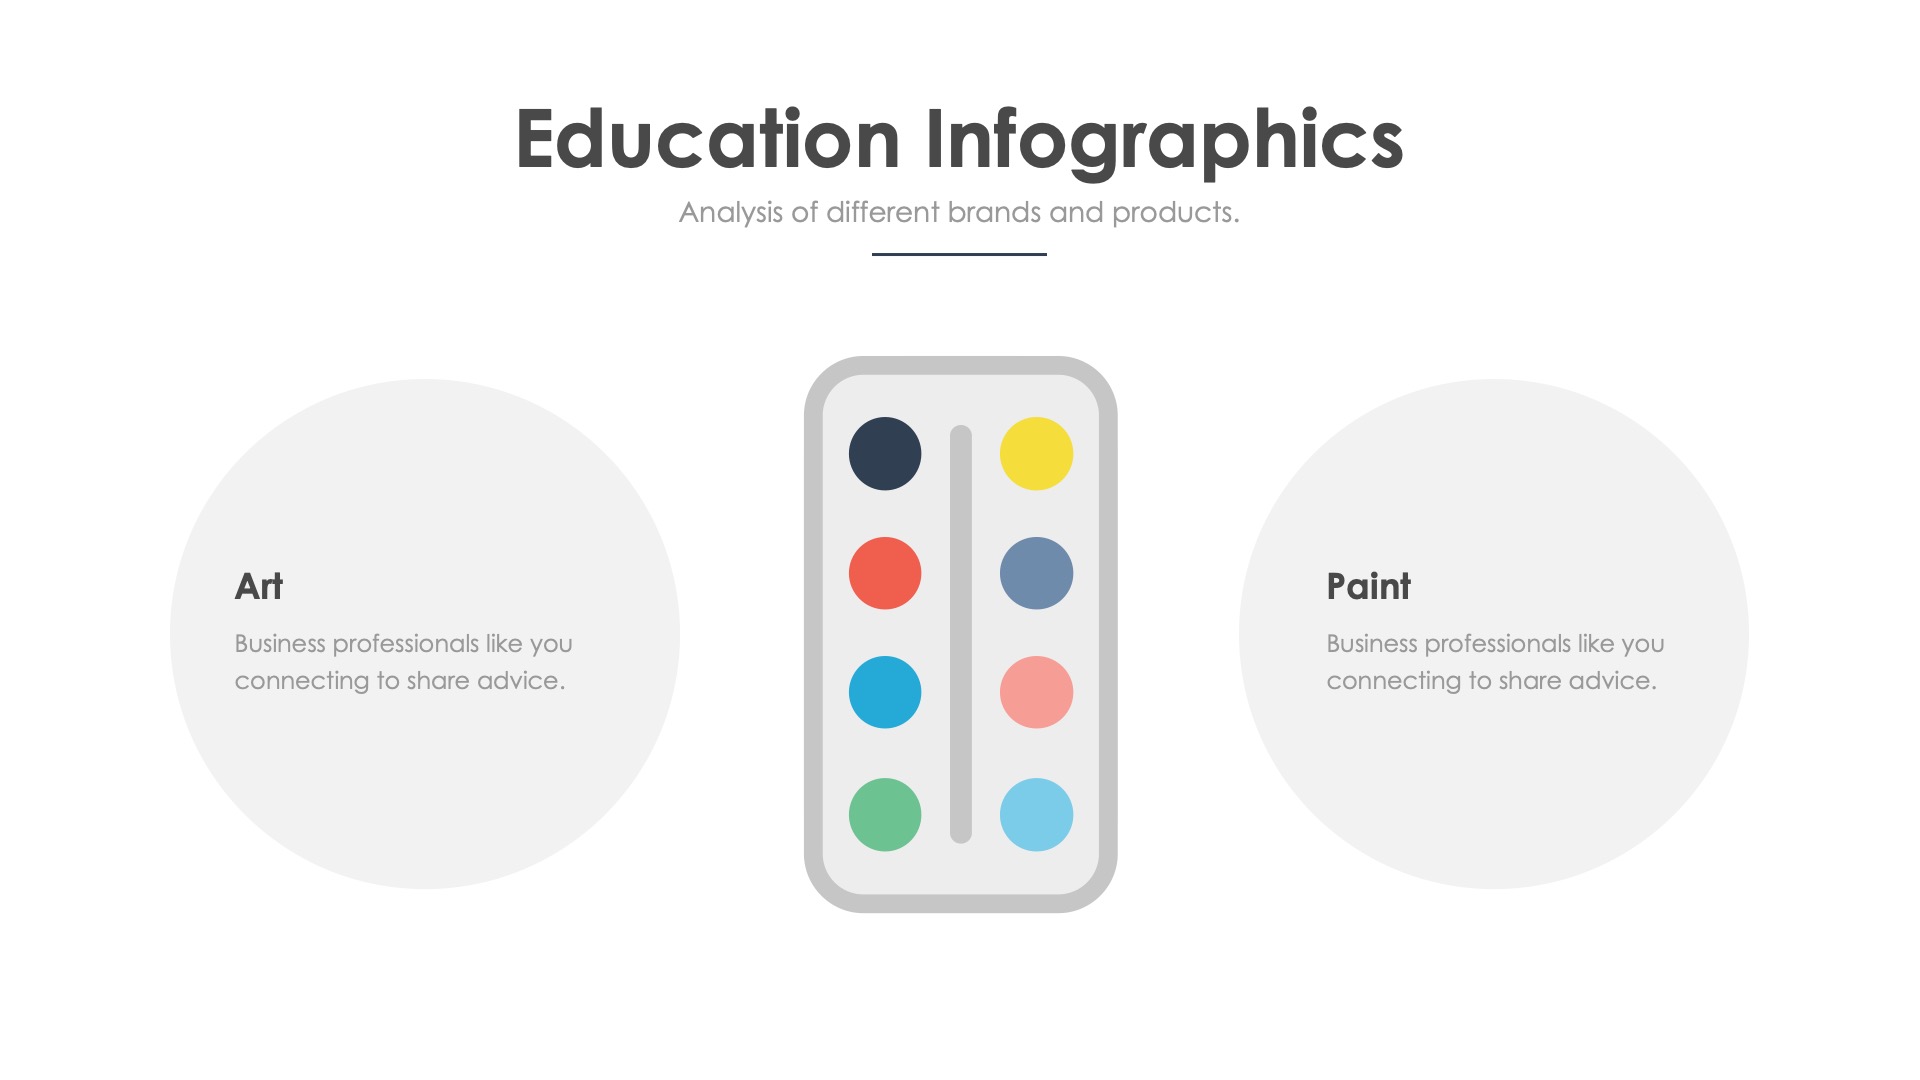 Education Infographics
Analysis of different brands and products.
Art
Business professionals like you
connecting to share advice.
Paint
Business professionals like you
connecting to share advice.